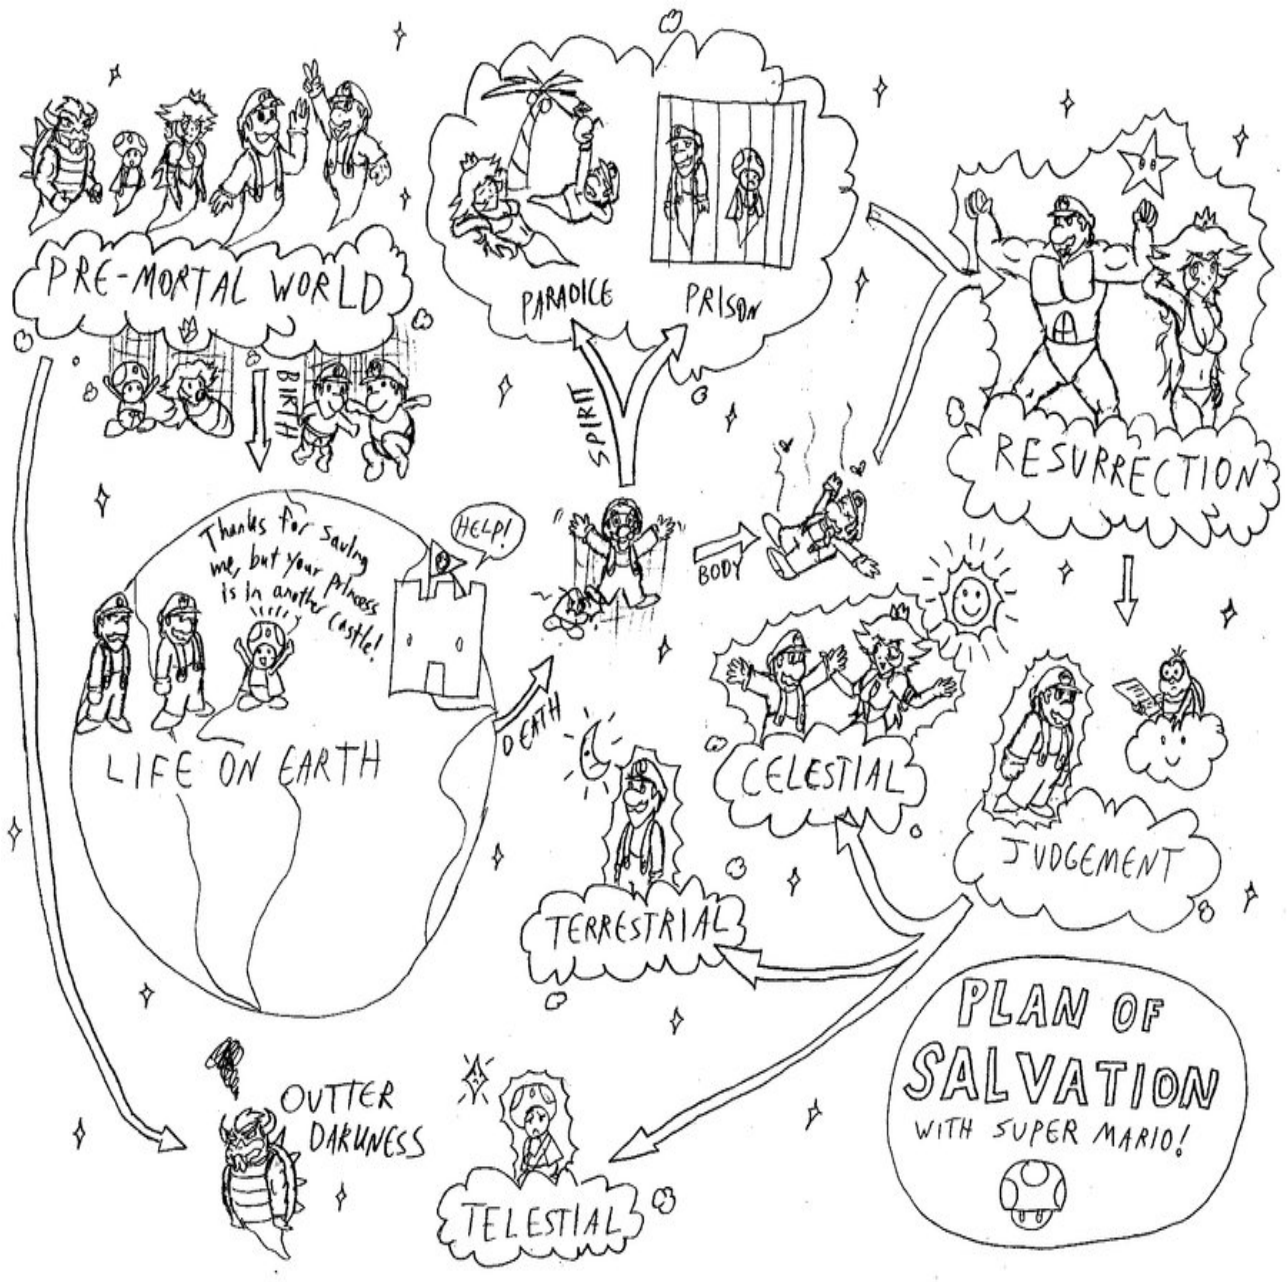 PRE-MORTAL WORLD
BIRTH
PARADICE
PRISON
SPIRIT
BODY
RESURRECTION
Thanks for saving
me, but your princess
is in another castle!
HELP!
LIFE ON EARTH
DEATH
CELESTIAL
TERRESTRIAL
JUDGEMENT
OUTTER
DARKNESS
TELESTIAL
PLAN OF
SALVATION
WITH SUPER MARIO!